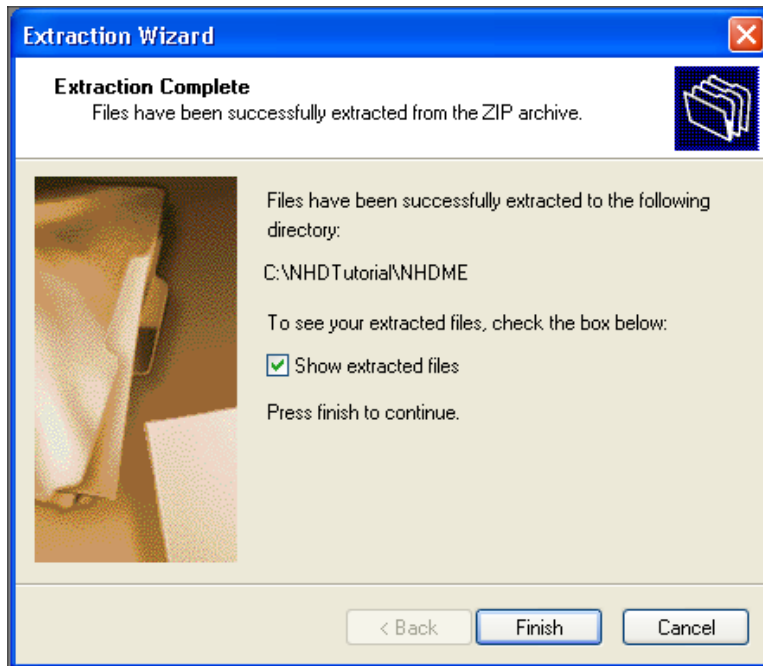 Extraction Wizard
Extraction Complete
Files have been successfully extracted from the ZIP archive.
Files have been successfully extracted to the following
directory:
C:\NHDTutorial\NHDME
To see your extracted files, check the box below:
Show extracted files
Press finish to continue.
< Back Finish Cancel